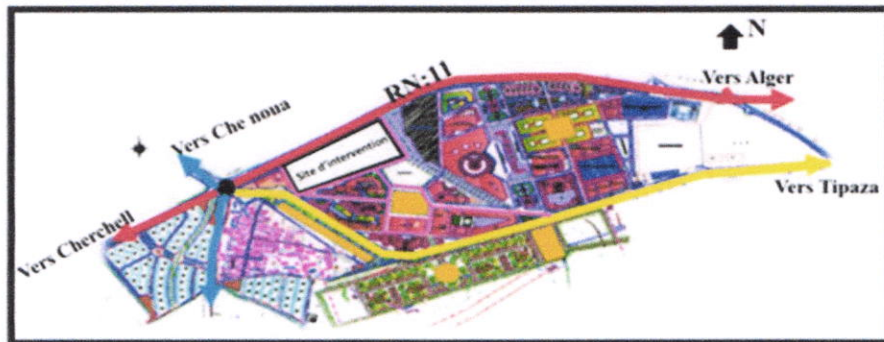 N
RN:11
Vers Alger
Vers Che noua
Site d'intervention
Vers Tipaza
Vers Cherchell